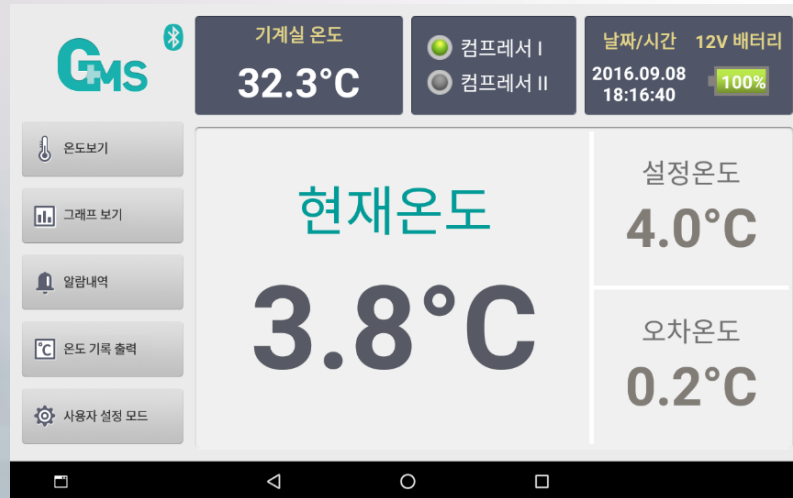 GMS
기계실 온도
32.3°C
컴프레서 I
컴프레서 II
날짜/시간
2016.09.08
18:16:40
12V 배터리
100%
온도보기
그래프 보기
알람내역
°C
온도 기록 출력
사용자 설정 모드
현재온도
3.8°C
설정온도
4.0°C
오차온도
0.2°C